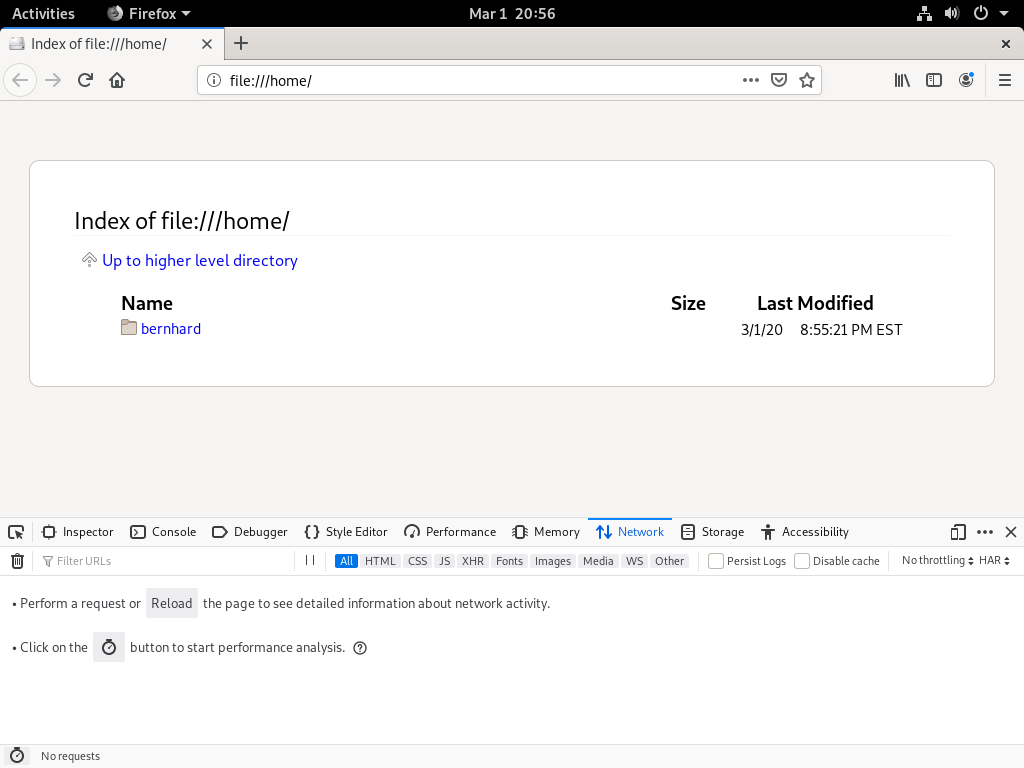 Activities Firefox Mar 1 20:56
Index of file:///home/
file:///home/
Index of file:///home/
Up to higher level directory
Name Size Last Modified
bernhard 3/1/20 8:55:21 PM EST
Inspector Console Debugger Style Editor Performance Memory Network Storage Accessibility
Filter URLs All HTML CSS JS XHR Fonts Images Media WS Other Persist Logs Disable cache No throttling HAR
• Perform a request or Reload the page to see detailed information about network activity.
• Click on the button to start performance analysis.
No requests